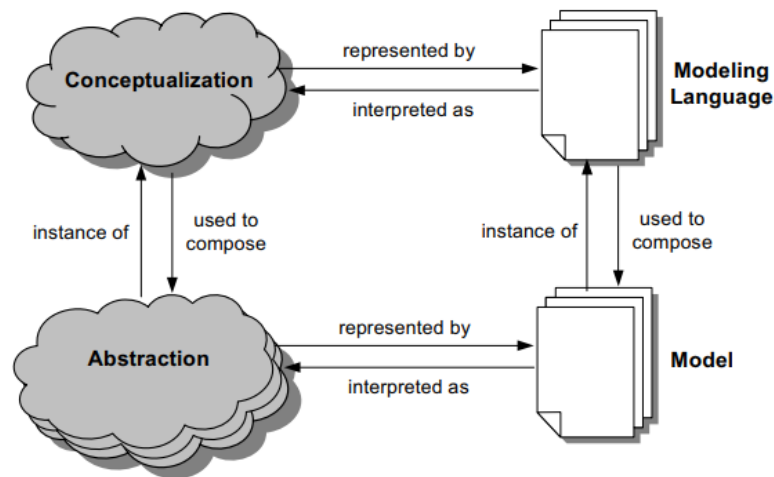 represented by
Conceptualization
Modeling
Language
interpreted as
instance of
used to
compose
instance of
used to
compose
represented by
Abstraction
Model
interpreted as